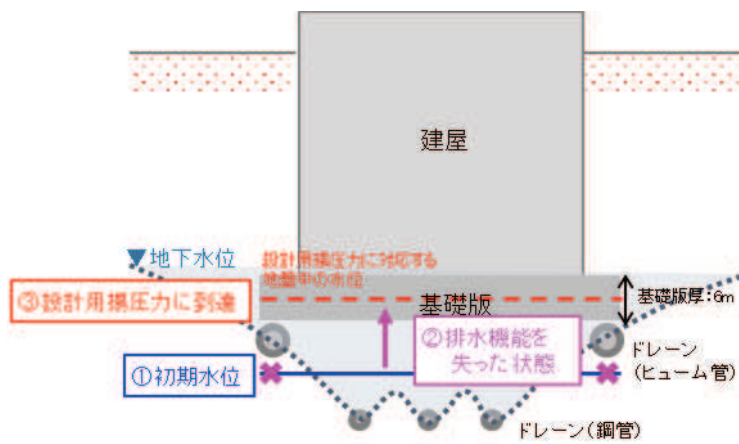 建屋
▼地下水位
設計用揚圧力に対応する
地盤中の水位
③設計用揚圧力に到達
基礎版
基礎版厚:6m
②排水機能を
失った状態
ドレーン
(ヒューム管)
①初期水位
ドレーン(鋼管)